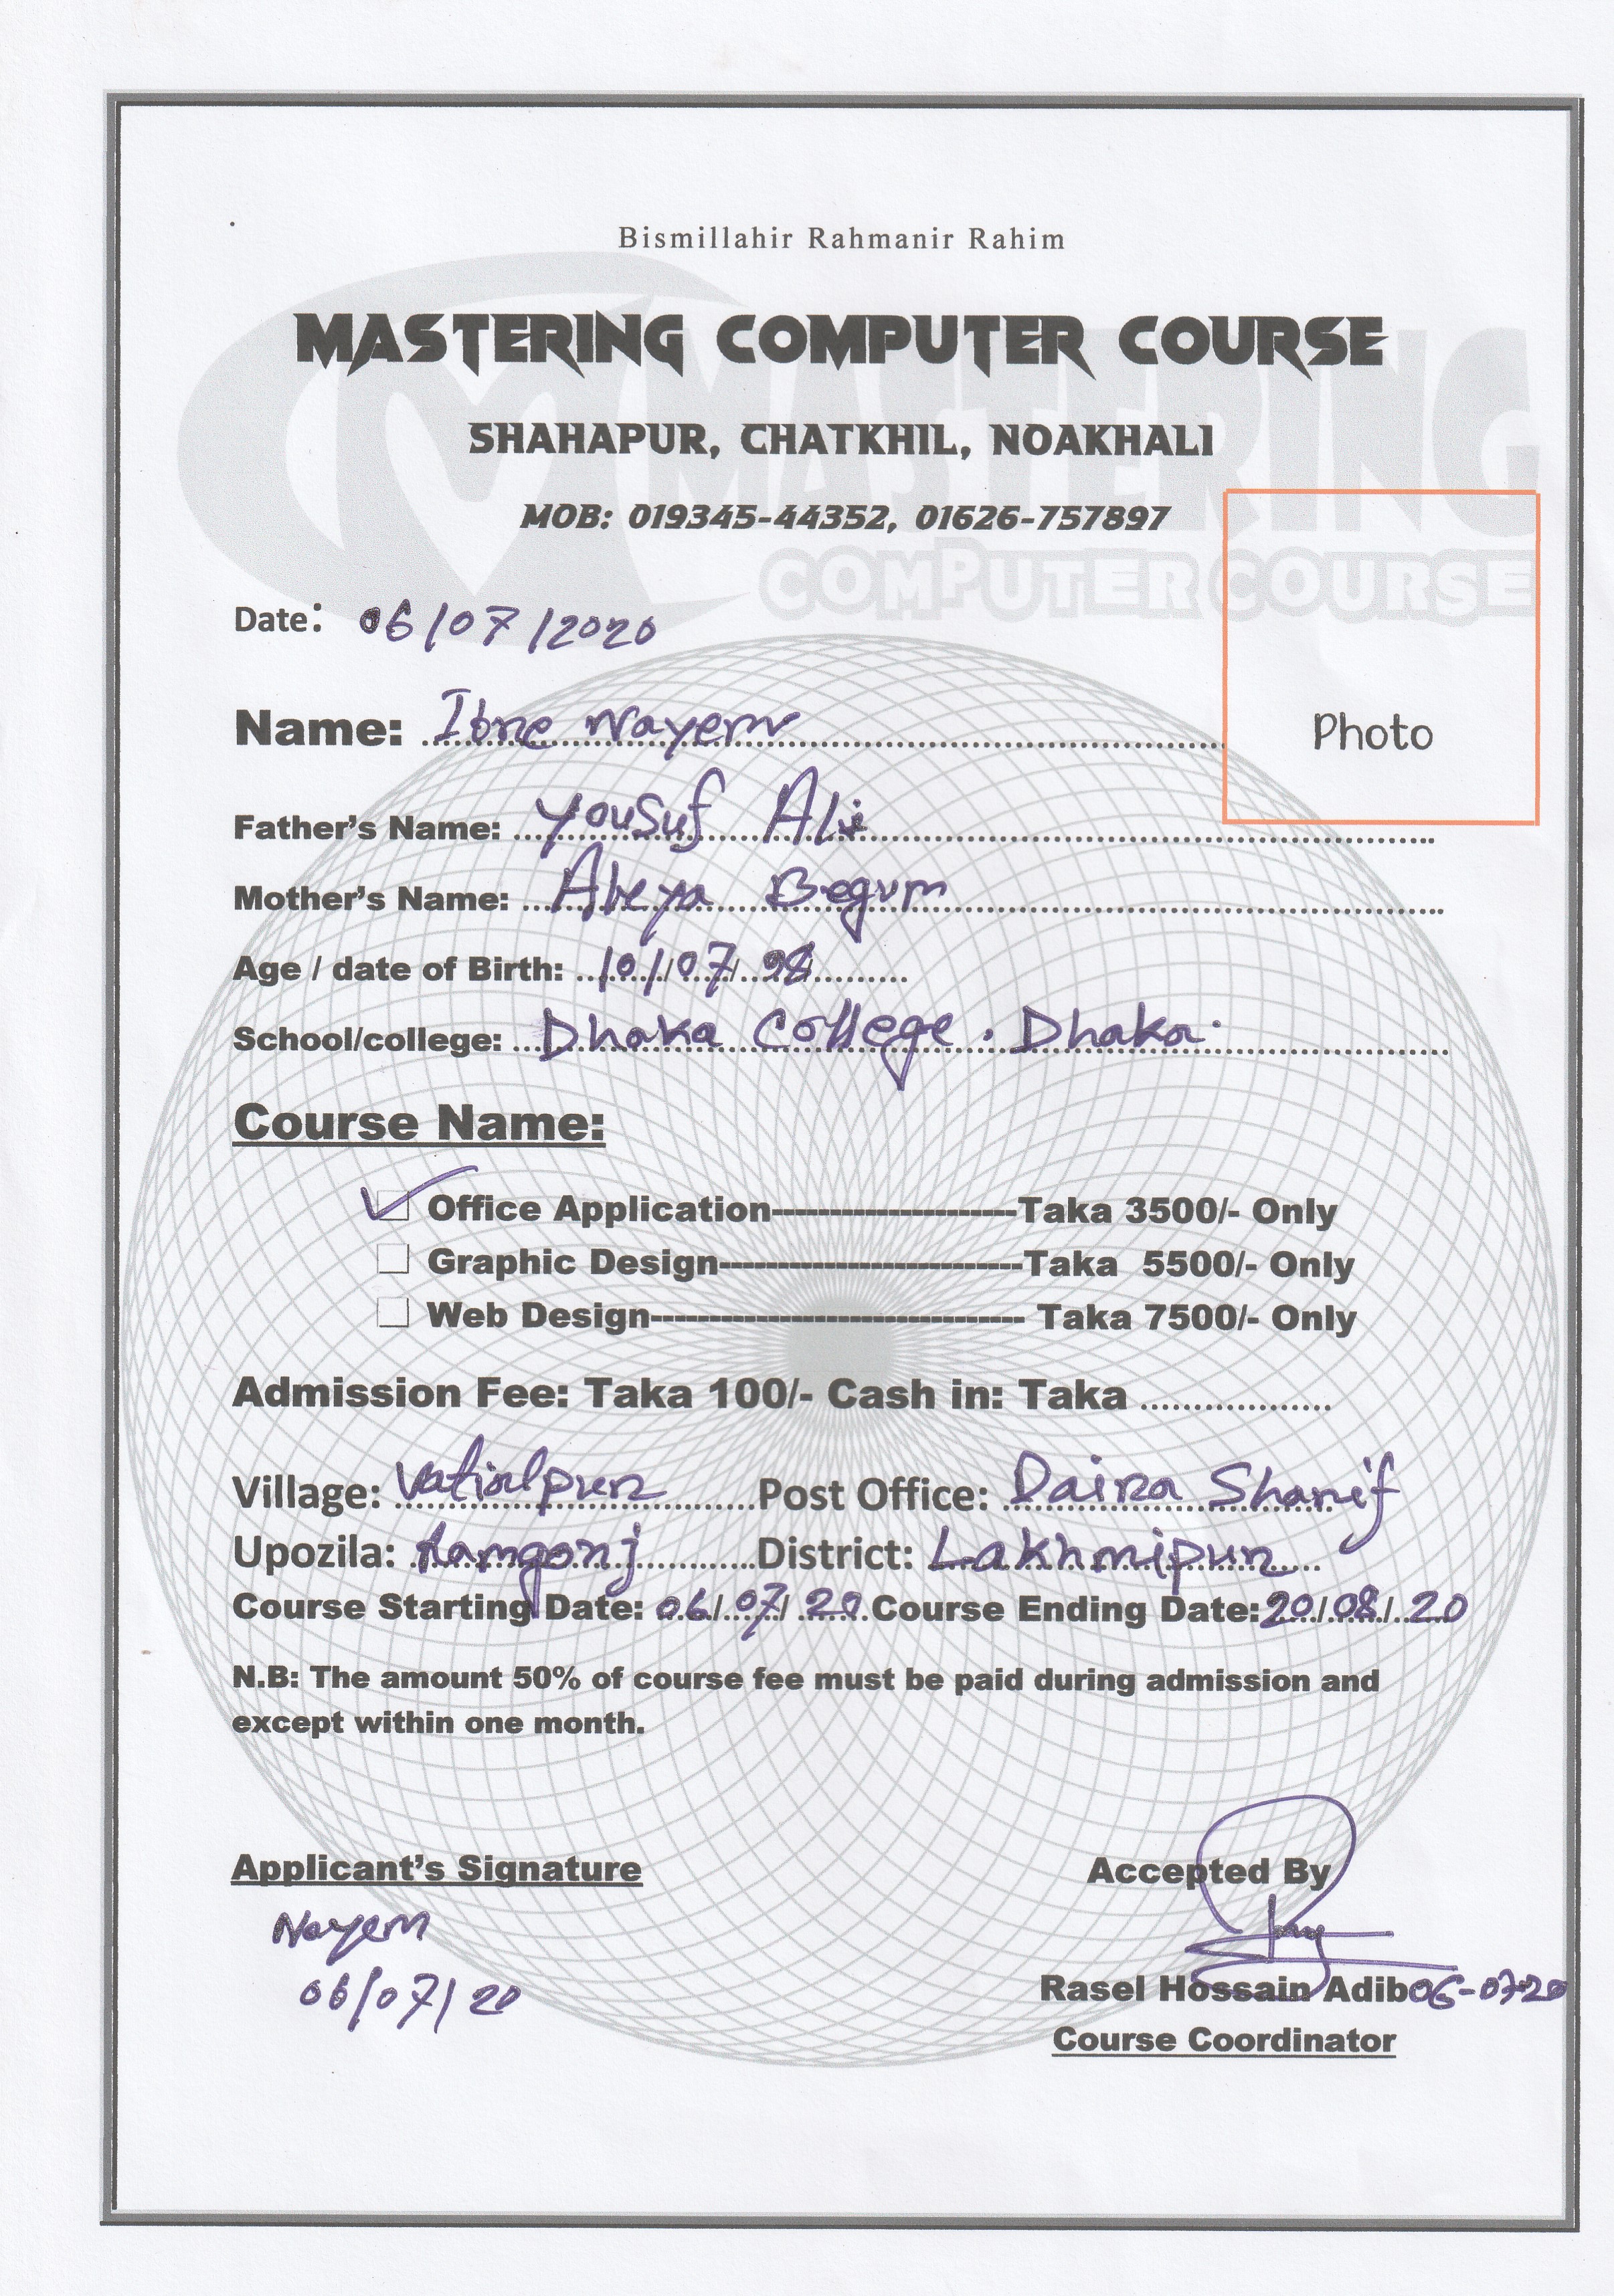 Bismillahir Rahmanir Rahim
MASTERING COMPUTER COURSE
SHAHAPUR, CHATKHIL, NOAKHALI
MOB: 019345-44352, 01626-757897
MASTERING
COMPUTER COURSE
Date: 06/07/2020
Photo
Name: Ibne Nayem
Father's Name: Yousuf Ali
Mother's Name: Aleya Begum
Age / date of Birth: 10/07/98
School/college: Dhaka College. Dhaka.
Course Name:
Office Application---------------------Taka 3500/- Only
Graphic Design--------------------------Taka 5500/- Only
Web Design-------------------------------- Taka 7500/- Only
Admission Fee: Taka 100/- Cash in: Taka ..................
Village: Vatialpur Post Office: Daira Sharif
Upozila: Ramgonj District: Lakhmipur
Course Starting Date: 06/07/20 Course Ending Date: 20/08/20
N.B: The amount 50% of course fee must be paid during admission and
except within one month.
Applicant's Signature Accepted By
Nayem
06/07/20
Rasel Hossain Adib 06-07-20
Course Coordinator